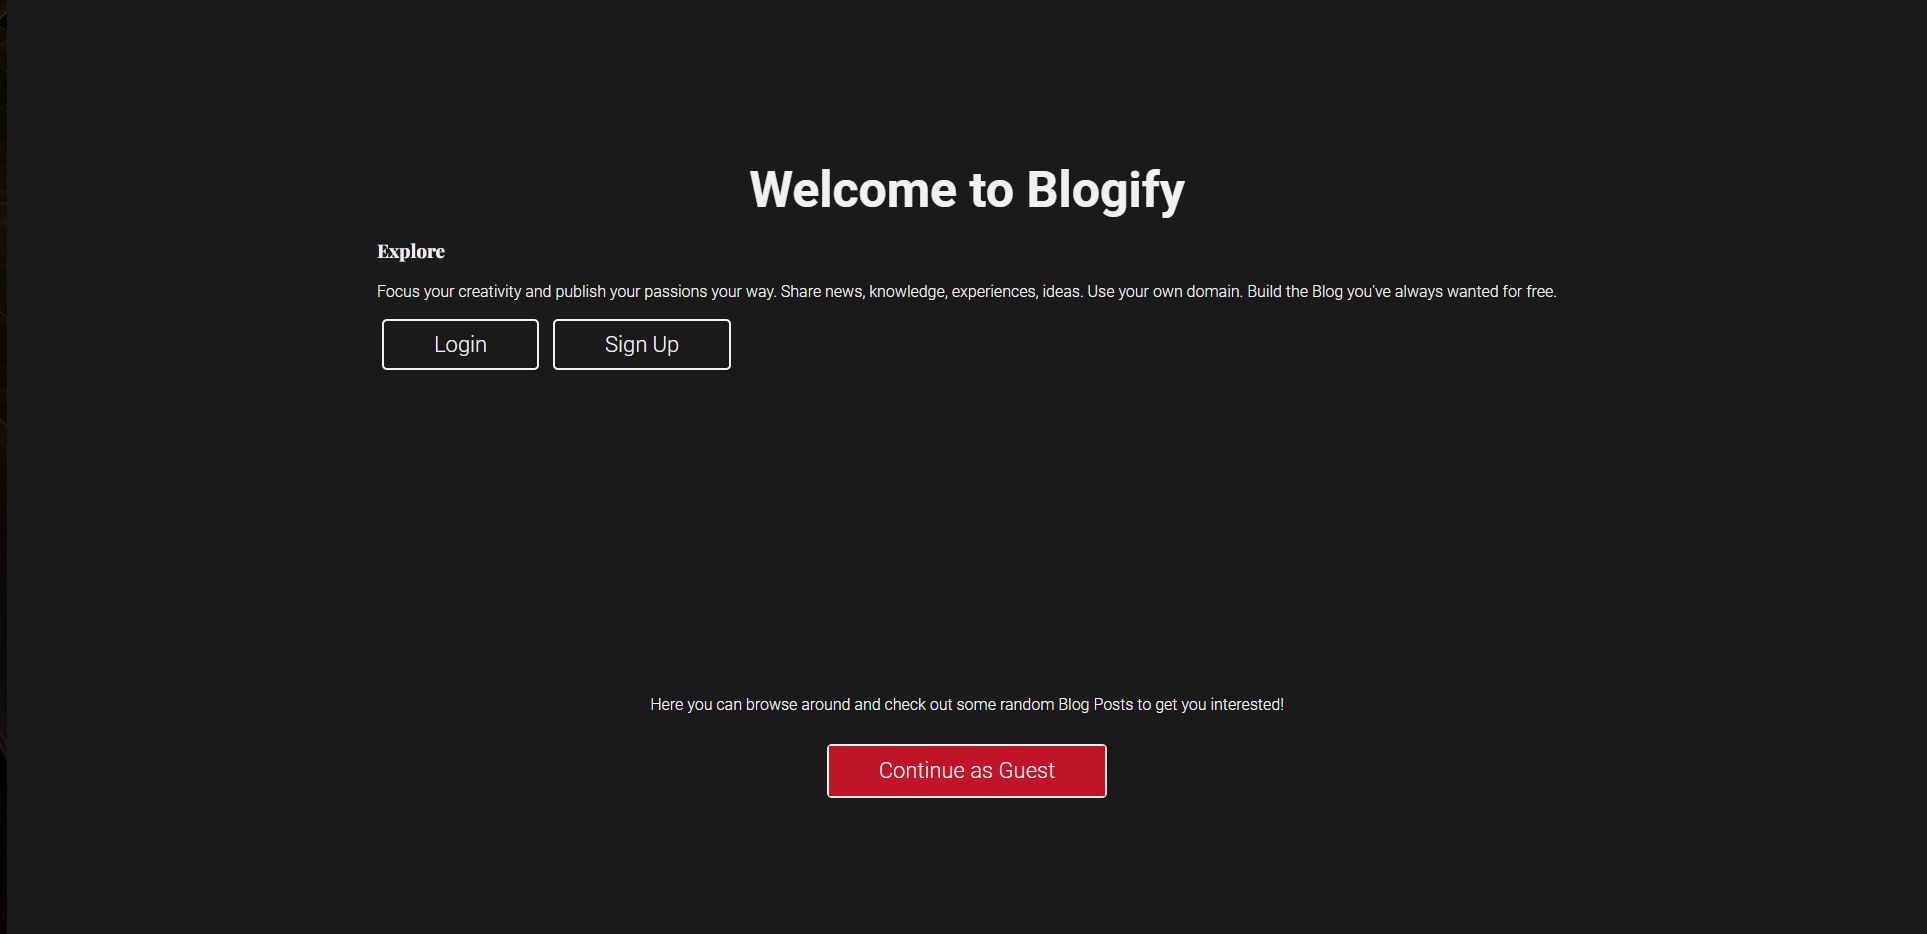 Welcome to Blogify
Explore
Focus your creativity and publish your passions your way. Share news, knowledge, experiences, ideas. Use your own domain. Build the Blog you've always wanted for free.
Login
Sign Up
Here you can browse around and check out some random Blog Posts to get you interested!
Continue as Guest